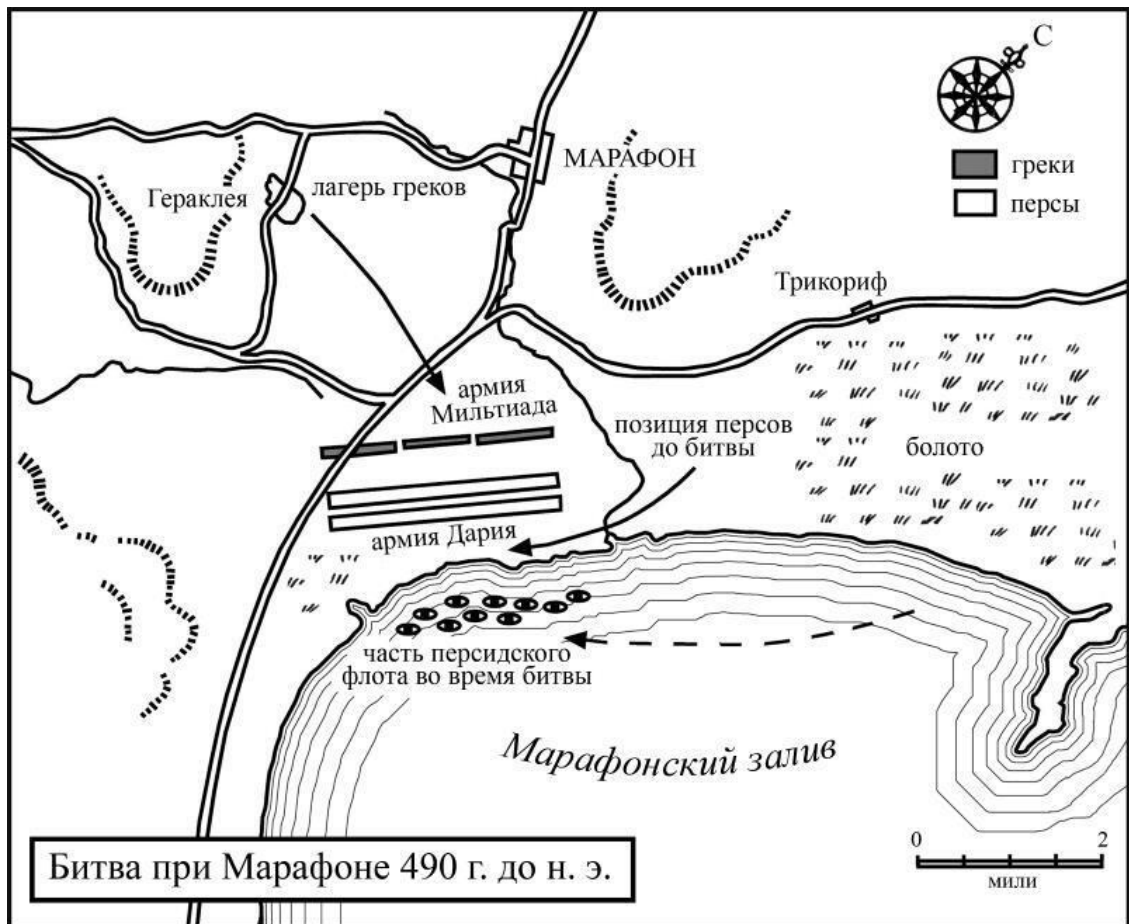 С
МАРАФОН
греки
лагерь греков
Гераклея
персы
Трикориф
армия
Мильтиада
позиция персов
до битвы
болото
армия Дария
часть персидского
флота во время битвы
Марафонский залив
0 2
мили
Битва при Марафоне 490 г. до н. э.